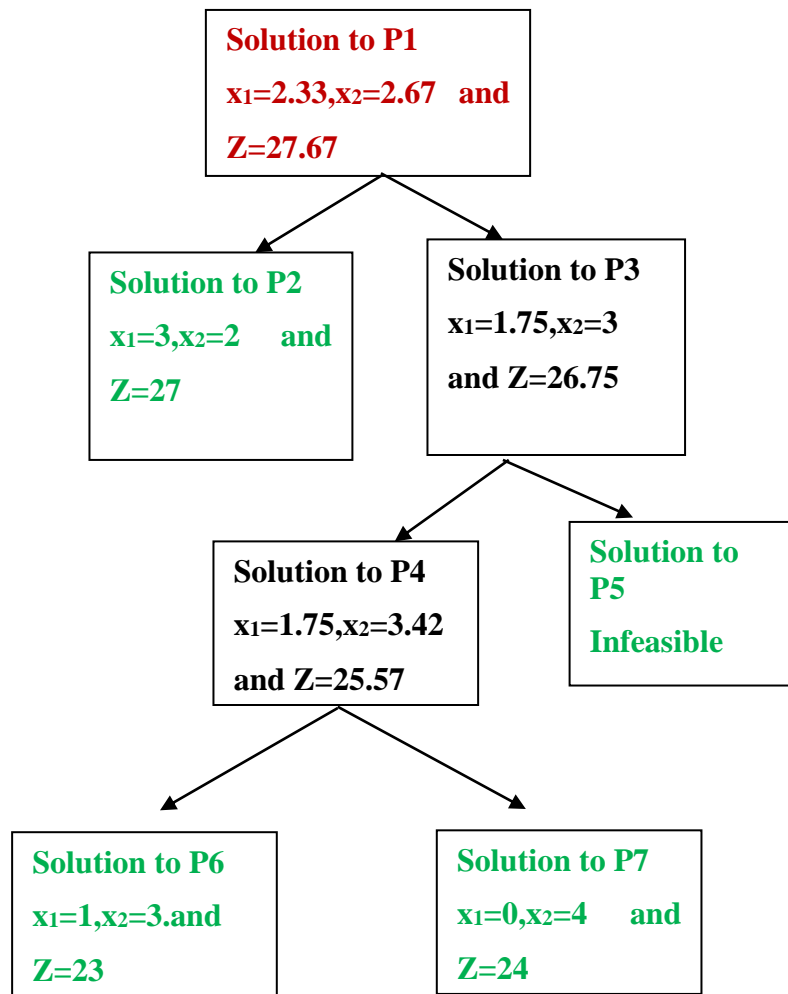 Solution to P1
x₁=2.33,x₂=2.67 and
Z=27.67
Solution to P2
x₁=3,x₂=2 and
Z=27
Solution to P3
x₁=1.75,x₂=3
and Z=26.75
Solution to P4
x₁=1.75,x₂=3.42
and Z=25.57
Solution to
P5
Infeasible
Solution to P6
x₁=1,x₂=3.and
Z=23
Solution to P7
x₁=0,x₂=4 and
Z=24